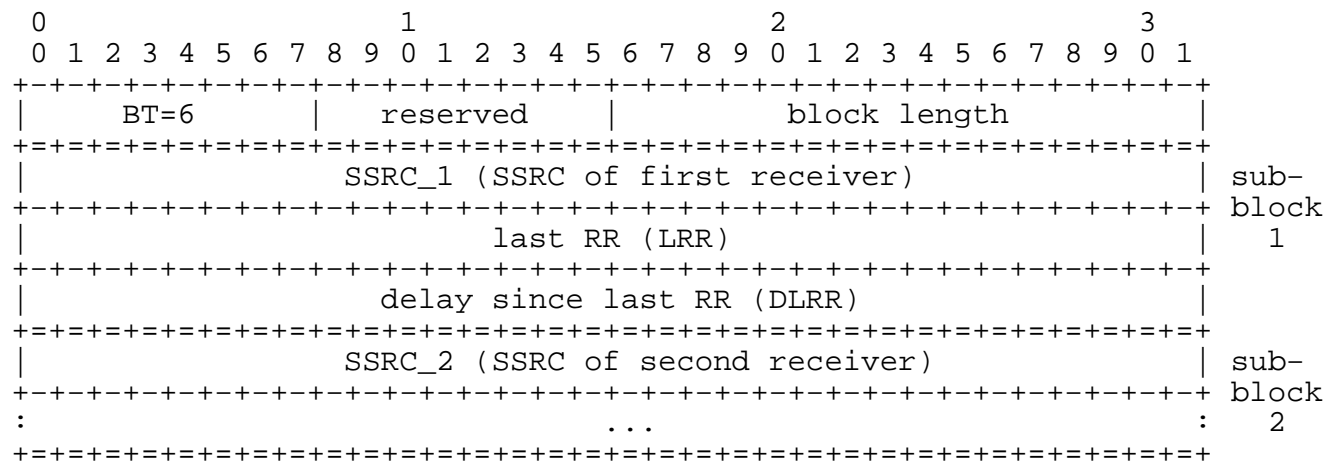 0                   1                   2                   3
 0 1 2 3 4 5 6 7 8 9 0 1 2 3 4 5 6 7 8 9 0 1 2 3 4 5 6 7 8 9 0 1
+-+-+-+-+-+-+-+-+-+-+-+-+-+-+-+-+-+-+-+-+-+-+-+-+-+-+-+-+-+-+-+-+
|     BT=6      |   reserved    |         block length          |
+=+=+=+=+=+=+=+=+=+=+=+=+=+=+=+=+=+=+=+=+=+=+=+=+=+=+=+=+=+=+=+=+
|                 SSRC_1 (SSRC of first receiver)               | sub-
+-+-+-+-+-+-+-+-+-+-+-+-+-+-+-+-+-+-+-+-+-+-+-+-+-+-+-+-+-+-+-+-+ block
|                         last RR (LRR)                         |   1
+-+-+-+-+-+-+-+-+-+-+-+-+-+-+-+-+-+-+-+-+-+-+-+-+-+-+-+-+-+-+-+-+
|                   delay since last RR (DLRR)                  |
+=+=+=+=+=+=+=+=+=+=+=+=+=+=+=+=+=+=+=+=+=+=+=+=+=+=+=+=+=+=+=+=+
|                 SSRC_2 (SSRC of second receiver)              | sub-
+-+-+-+-+-+-+-+-+-+-+-+-+-+-+-+-+-+-+-+-+-+-+-+-+-+-+-+-+-+-+-+-+ block
:                               ...                             :   2
+=+=+=+=+=+=+=+=+=+=+=+=+=+=+=+=+=+=+=+=+=+=+=+=+=+=+=+=+=+=+=+=+